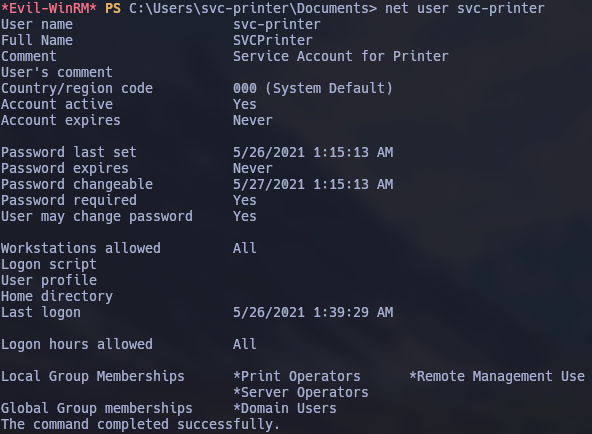 *Evil-WinRM* PS C:\Users\svc-printer\Documents> net user svc-printer
User name                    svc-printer
Full Name                    SVCPrinter
Comment                      Service Account for Printer
User's comment
Country/region code          000 (System Default)
Account active               Yes
Account expires              Never

Password last set            5/26/2021 1:15:13 AM
Password expires             Never
Password changeable          5/27/2021 1:15:13 AM
Password required            Yes
User may change password     Yes

Workstations allowed         All
Logon script
User profile
Home directory
Last logon                   5/26/2021 1:39:29 AM

Logon hours allowed          All

Local Group Memberships      *Print Operators      *Remote Management Use
                             *Server Operators
Global Group memberships     *Domain Users
The command completed successfully.